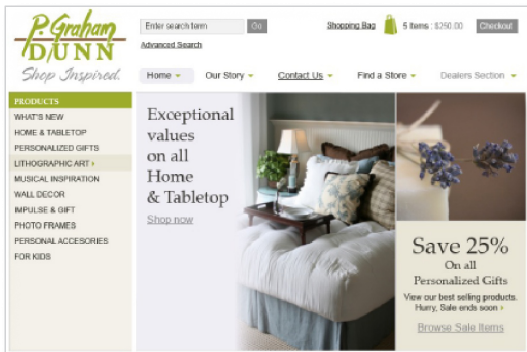 P. Graham
DUNN
Shop Inspired.
Enter search term
Go
Advanced Search
Shopping Bag
5 Items : $250.00
Checkout
Home
Our Story
Contact Us
Find a Store
Dealers Section
PRODUCTS
WHAT'S NEW
HOME & TABLETOP
PERSONALIZED GIFTS
LITHOGRAPHIC ART
MUSICAL INSPIRATION
WALL DECOR
IMPULSE & GIFT
PHOTO FRAMES
PERSONAL ACCESORIES
FOR KIDS
Exceptional
values
on all
Home
& Tabletop
Shop now
Save 25%
On all
Personalized Gifts
View our best selling products.
Hurry, Sale ends soon
Browse Sale Items